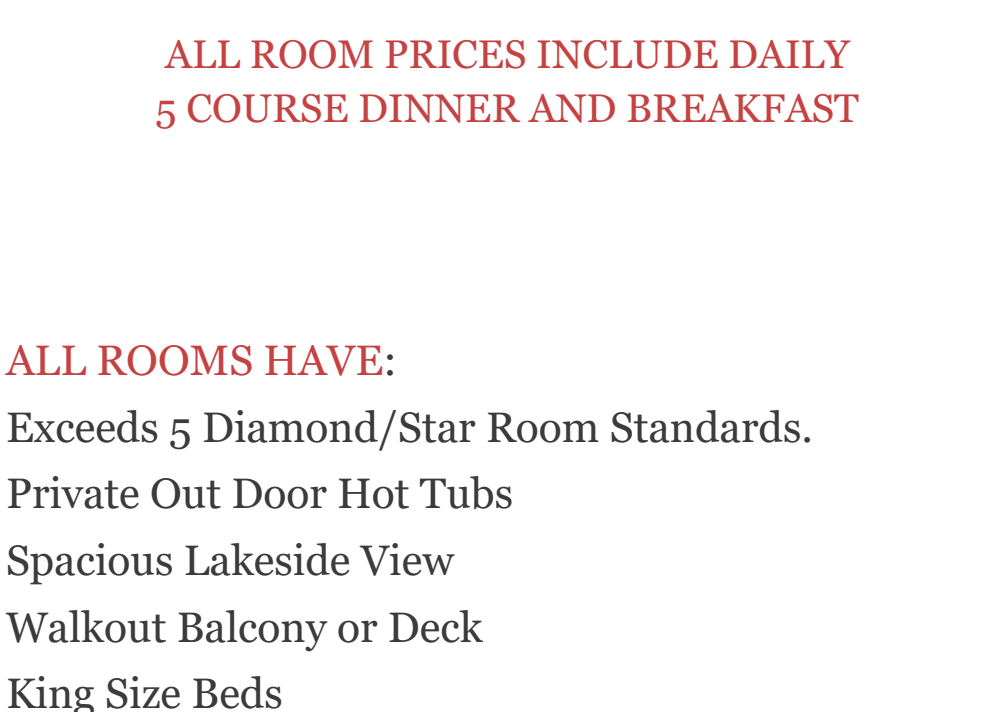 ALL ROOM PRICES INCLUDE DAILY
5 COURSE DINNER AND BREAKFAST
ALL ROOMS HAVE:
Exceeds 5 Diamond/Star Room Standards.
Private Out Door Hot Tubs
Spacious Lakeside View
Walkout Balcony or Deck
King Size Beds